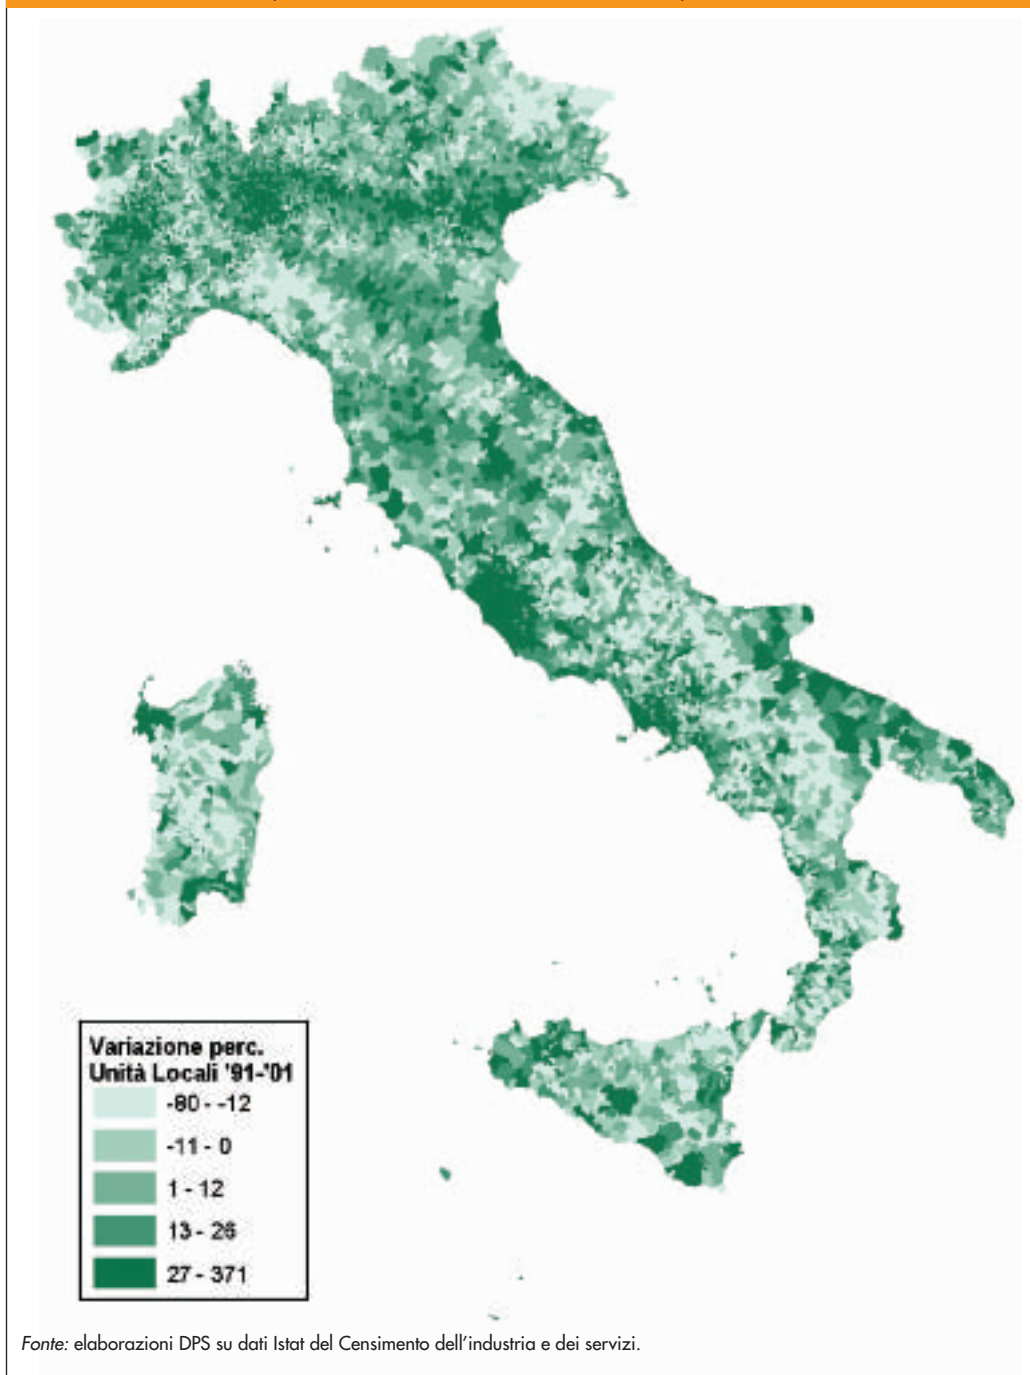 Variazione perc.
Unità Locali '91-'01
-80 - -12
-11 - 0
1 - 12
13 - 26
27 - 371
Fonte: elaborazioni DPS su dati Istat del Censimento dell'industria e dei servizi.